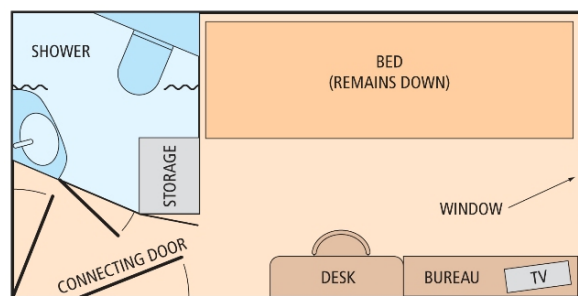 SHOWER
BED
(REMAINS DOWN)
STORAGE
WINDOW
CONNECTING DOOR
DESK
BUREAU
TV